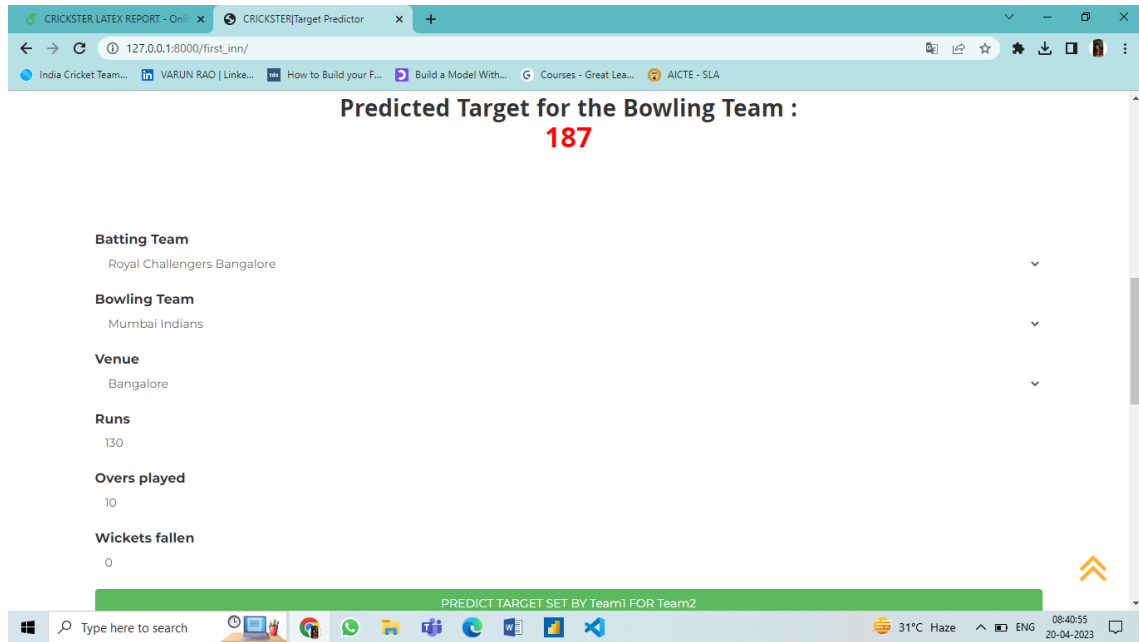 CRICKSTER LATEX REPORT - Onli
CRICKSTER|Target Predictor
127.0.0.1:8000/first_inn/
India Cricket Team... VARUN RAO | Linke... How to Build your F... Build a Model With... Courses - Great Lea... AICTE - SLA
Predicted Target for the Bowling Team :
187
Batting Team
Royal Challengers Bangalore
Bowling Team
Mumbai Indians
Venue
Bangalore
Runs
130
Overs played
10
Wickets fallen
0
PREDICT TARGET SET BY Team1 FOR Team2
Type here to search
31°C Haze
ENG
08:40:55
20-04-2023